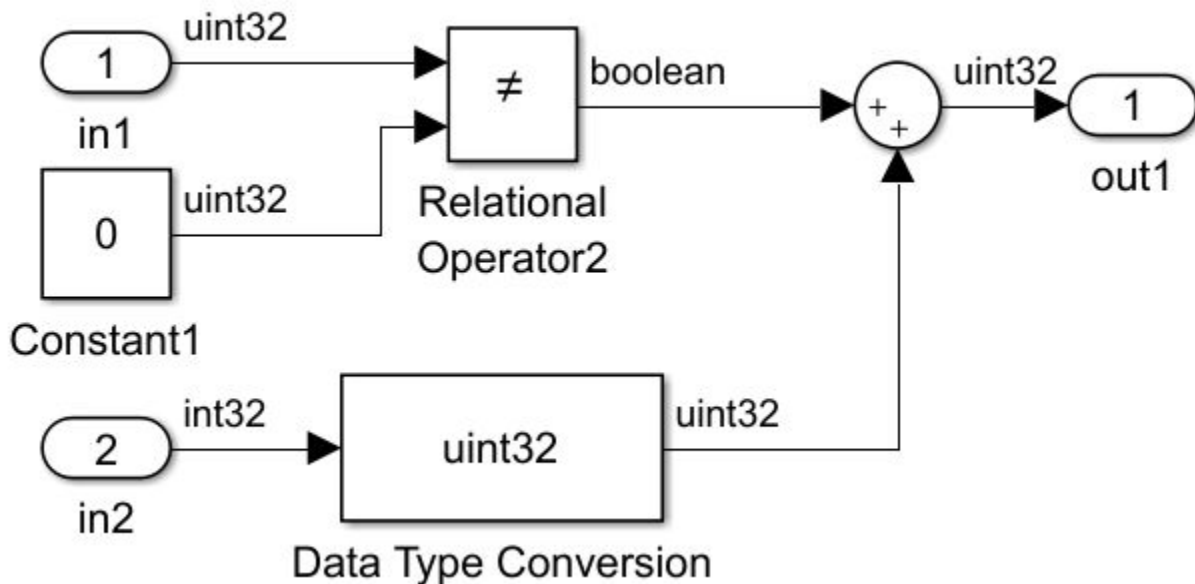 uint32
1
in1
≠
boolean
+
+
uint32
1
out1
0
uint32
Constant1
Relational
Operator2
int32
2
in2
uint32
uint32
Data Type Conversion